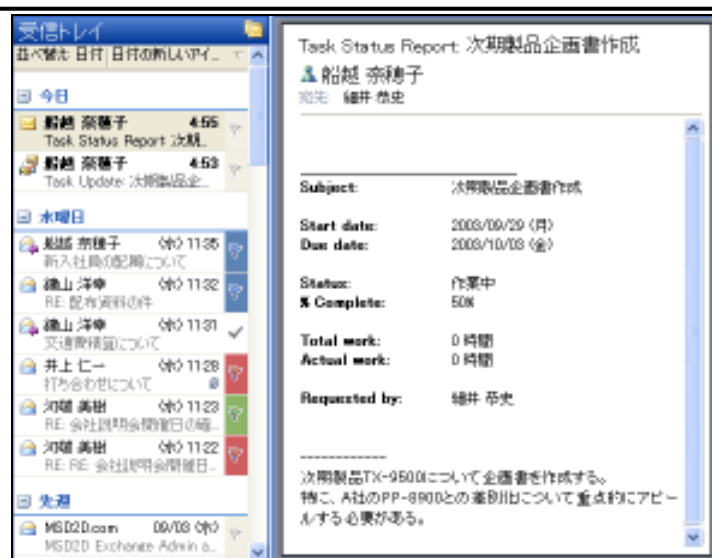 受信トレイ
並べ替え: 日付 日付の新しいアイ...
今日
船越 奈穂子 4:55
Task Status Report: 次期...
船越 奈穂子 4:53
Task Update: 次期製品企...
水曜日
船越 奈穂子 (水) 11:35
新入社員の配属について
(水) 11:32
RE: 配布資料の件
(水) 11:31
交通費精算について
井上 仁一 (水) 11:28
打ち合わせについて
河端 美樹 (水) 11:23
RE: 会社説明会開催日の確...
河端 美樹 (水) 11:22
RE: RE: 会社説明会開催日...
先週
MSD2D.com 09/03 (水)
MSD2D Exchange Admin a...
Task Status Report: 次期製品企画書作成
船越 奈穂子
宛先: 細井 恭史
Subject: 次期製品企画書作成
Start date: 2003/09/29 (月)
Due date: 2003/10/03 (金)
Status: 作業中
% Complete: 50%
Total work: 0 時間
Actual work: 0 時間
Requested by: 細井 恭史
------------
次期製品TX-9500iについて企画書を作成する。
特に、A社のPP-8900との差別化について重点的にアピー
ルする必要がある。